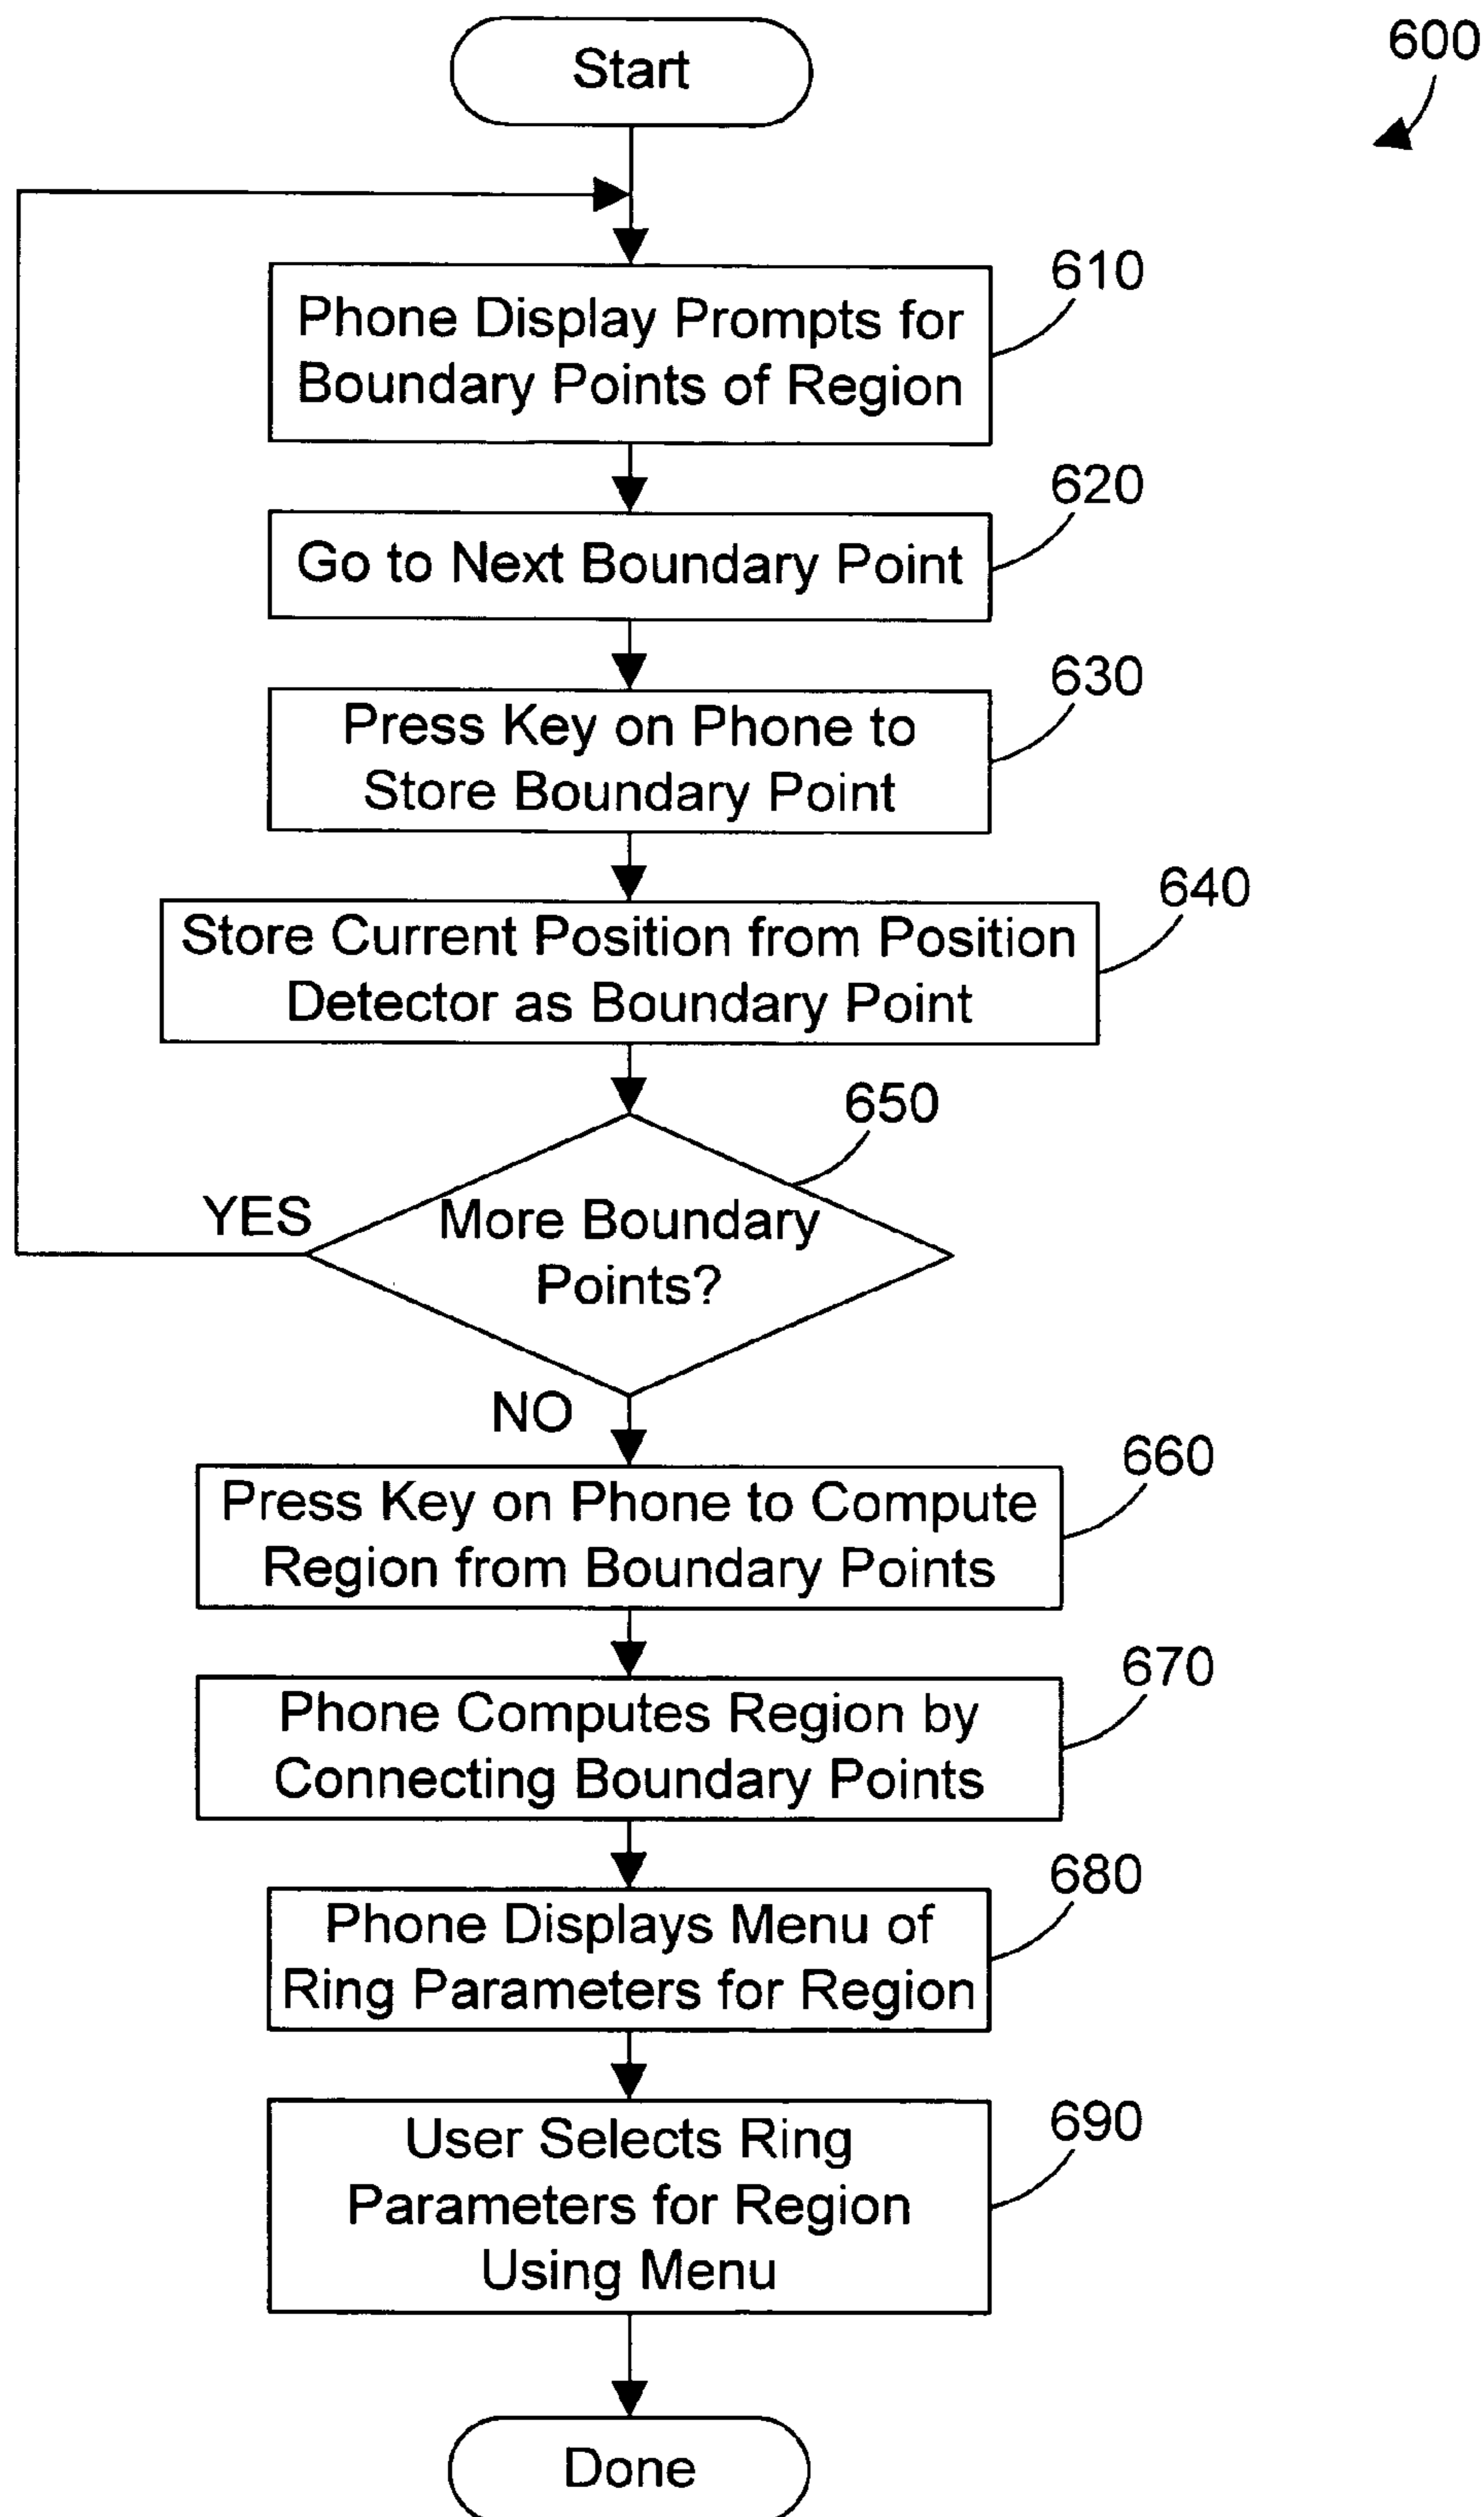 Start
600
610
Phone Display Prompts for
Boundary Points of Region
620
Go to Next Boundary Point
630
Press Key on Phone to
Store Boundary Point
640
Store Current Position from Position
Detector as Boundary Point
650
YES
More Boundary
Points?
NO
660
Press Key on Phone to Compute
Region from Boundary Points
670
Phone Computes Region by
Connecting Boundary Points
680
Phone Displays Menu of
Ring Parameters for Region
690
User Selects Ring
Parameters for Region
Using Menu
Done